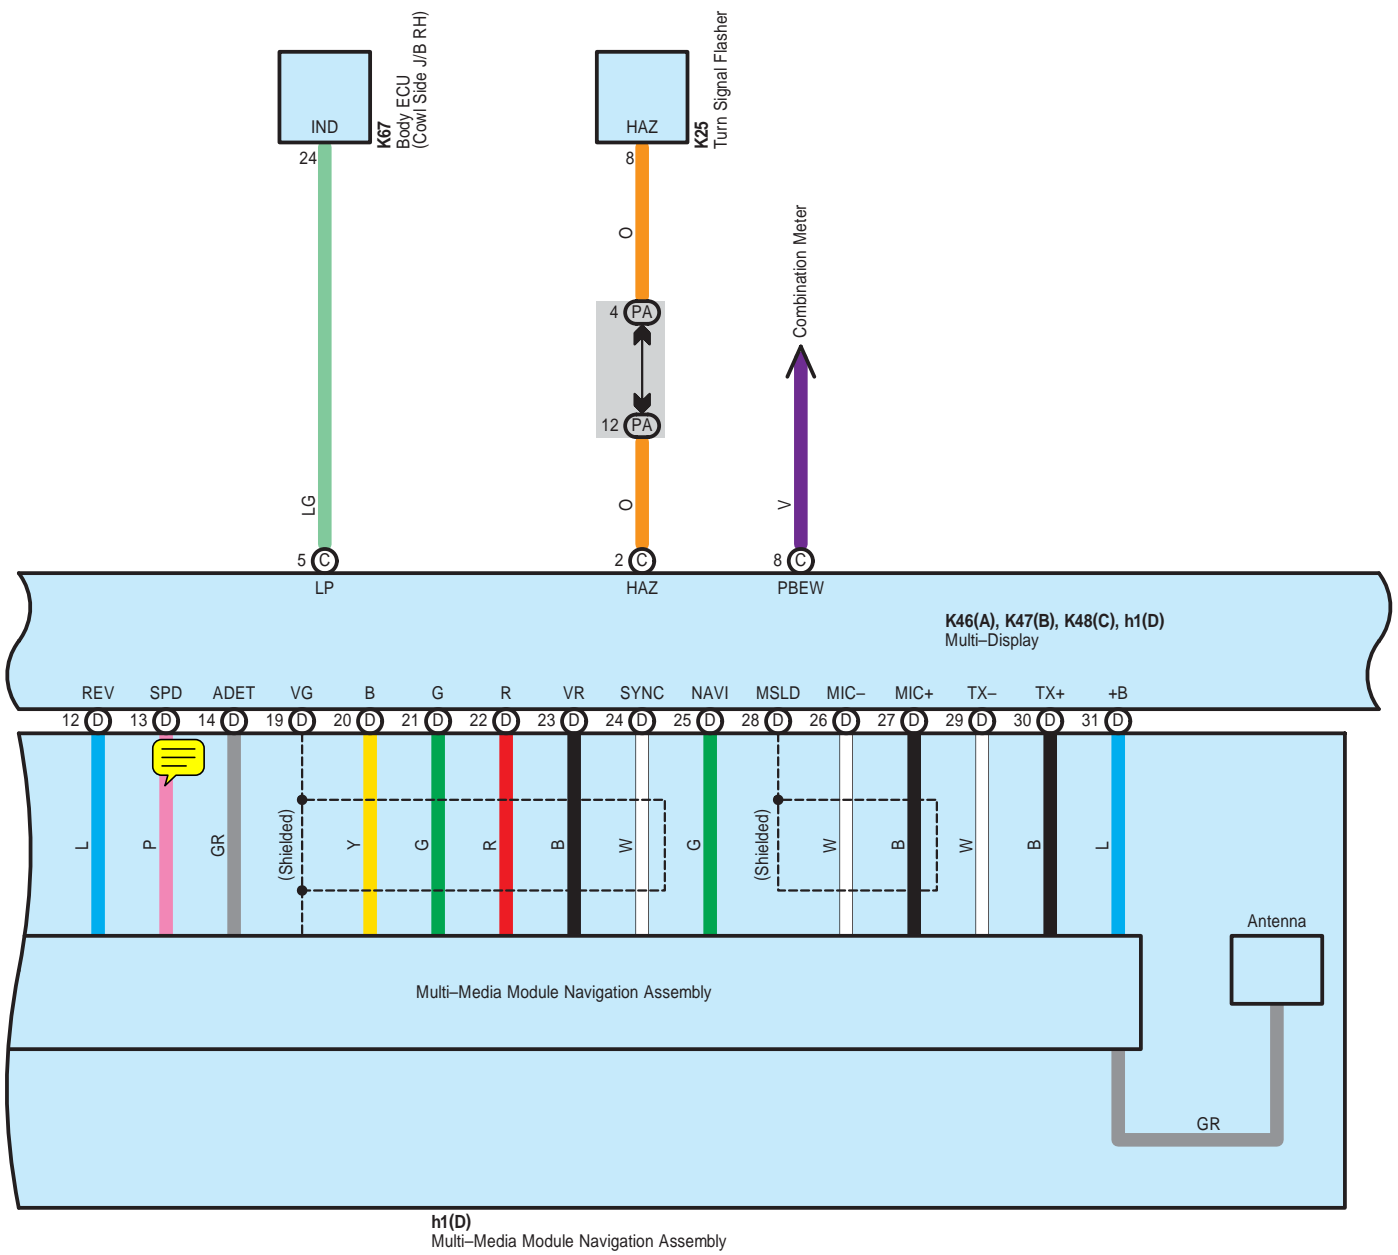 IND
24
K67
Body ECU
(Cowl Side J/B RH)
HAZ
8
K25
Turn Signal Flasher
O
4 PA
12 PA
Combination Meter
LG
O
V
5 C
2 C
8 C
LP
HAZ
PBEW
K46(A), K47(B), K48(C), h1(D)
Multi–Display
REV SPD ADET VG B G R VR SYNC NAVI MSLD MIC– MIC+ TX– TX+ +B
12 D 13 D 14 D 19 D 20 D 21 D 22 D 23 D 24 D 25 D 28 D 26 D 27 D 29 D 30 D 31 D
L P GR (Shielded) Y G R B W G (Shielded) W B W B L
Antenna
Multi–Media Module Navigation Assembly
GR
h1(D)
Multi–Media Module Navigation Assembly